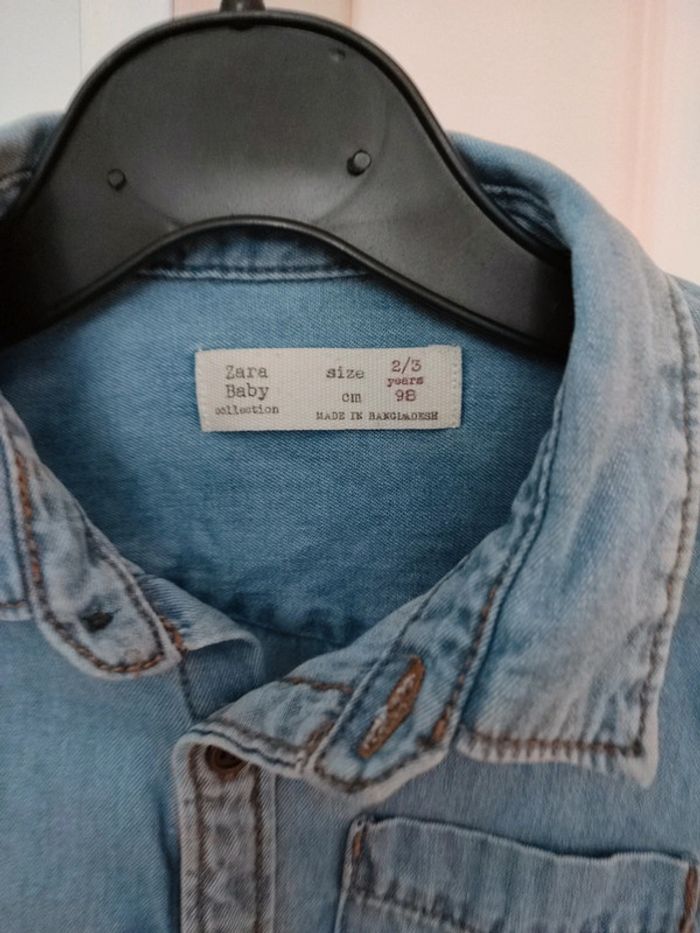 Zara size 2/3
Baby years
collection cm 98
MADE IN BANGLADESH